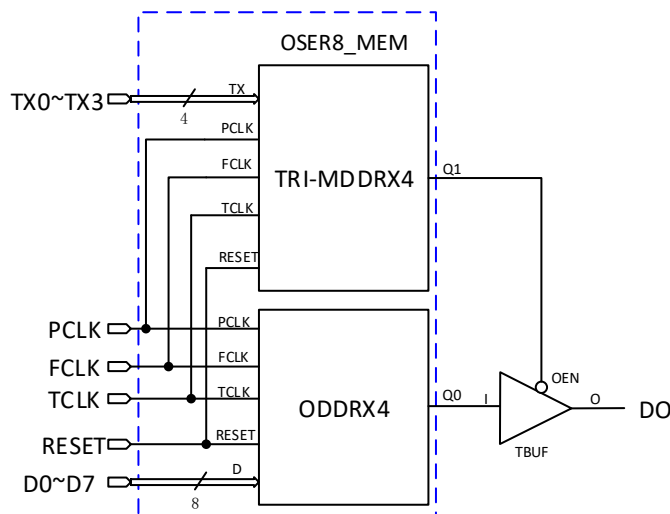 OSER8_MEM
TX0~TX3
4
TX
PCLK
FCLK
TCLK
RESET
TRI-MDDRX4
Q1
PCLK
FCLK
TCLK
RESET
D0~D7
8
PCLK
FCLK
TCLK
RESET
D
ODDRX4
Q0
I
OEN
O
TBUF
DO